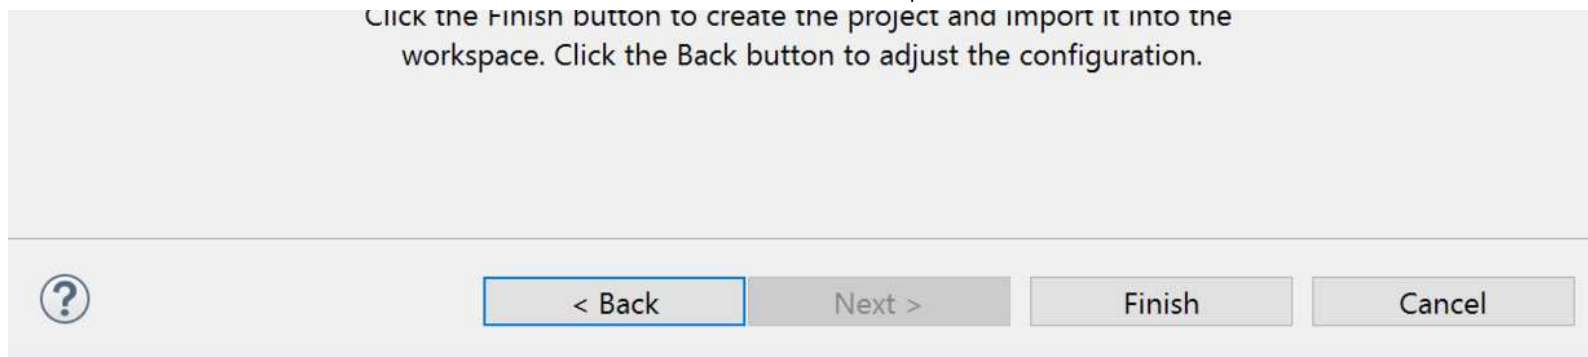 Click the Finish button to create the project and import it into the
workspace. Click the Back button to adjust the configuration.
?
< Back
Next >
Finish
Cancel